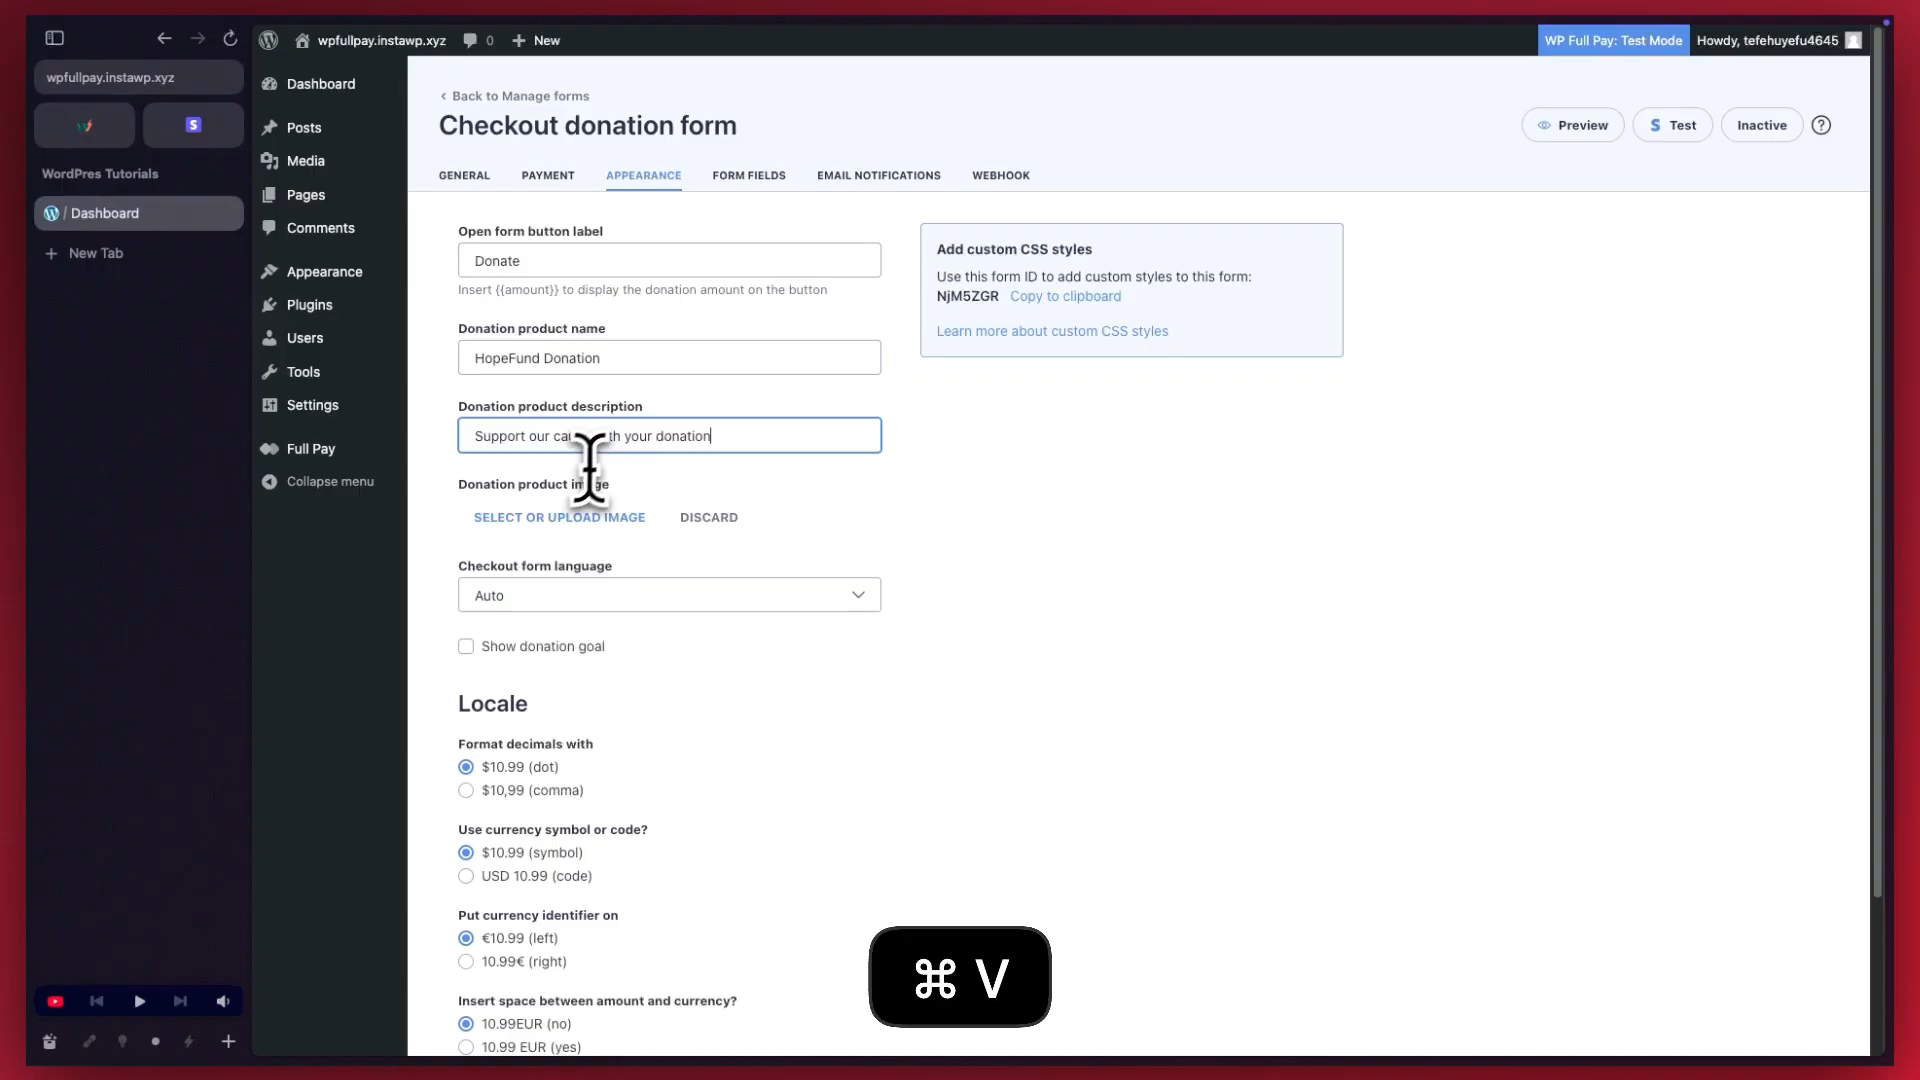 wpfullpay.instawp.xyz
WordPres Tutorials
/ Dashboard
New Tab
wpfullpay.instawp.xyz
0
New
WP Full Pay: Test Mode
Howdy, tefehuyefu4645
Dashboard
Posts
Media
Pages
Comments
Appearance
Plugins
Users
Tools
Settings
Full Pay
Collapse menu
Back to Manage forms
Checkout donation form
Preview
Test
Inactive
GENERAL
PAYMENT
APPEARANCE
FORM FIELDS
EMAIL NOTIFICATIONS
WEBHOOK
Open form button label
Donate
Insert {{amount}} to display the donation amount on the button
Donation product name
HopeFund Donation
Donation product description
Support our your donation
Donation product
SELECT OR UPLOAD IMAGE
DISCARD
Checkout form language
Auto
Show donation goal
Locale
Format decimals with
$10.99 (dot)
$10,99 (comma)
Use currency symbol or code?
$10.99 (symbol)
USD 10.99 (code)
Put currency identifier on
€10.99 (left)
10.99€ (right)
Insert space between amount and currency?
10.99EUR (no)
10.99 EUR (yes)
Add custom CSS styles
Use this form ID to add custom styles to this form:
NjM5ZGR Copy to clipboard
Learn more about custom CSS styles
⌘ V